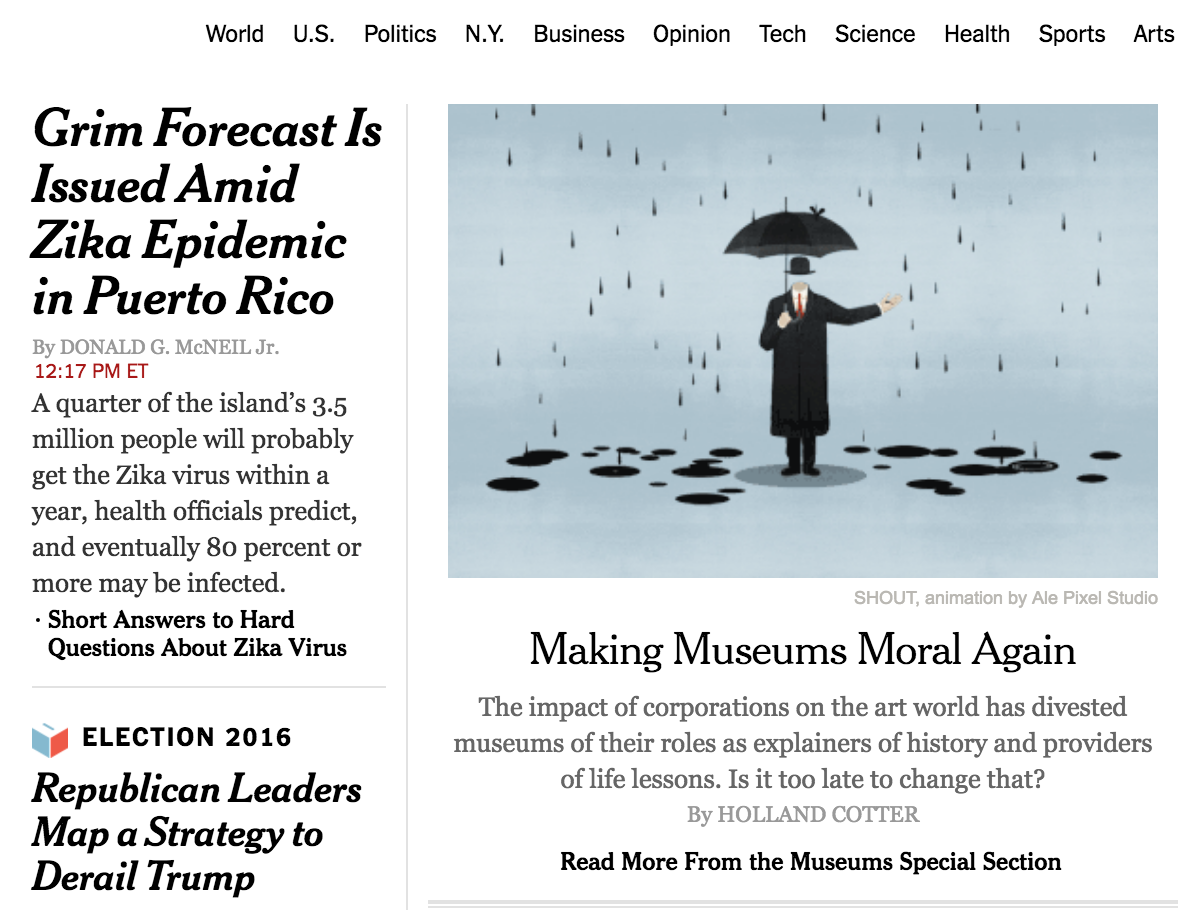 World U.S. Politics N.Y. Business Opinion Tech Science Health Sports Arts
Grim Forecast Is
Issued Amid
Zika Epidemic
in Puerto Rico
By DONALD G. McNEIL Jr.
12:17 PM ET
A quarter of the island’s 3.5
million people will probably
get the Zika virus within a
year, health officials predict,
and eventually 80 percent or
more may be infected.
· Short Answers to Hard
Questions About Zika Virus
ELECTION 2016
Republican Leaders
Map a Strategy to
Derail Trump
SHOUT, animation by Ale Pixel Studio
Making Museums Moral Again
The impact of corporations on the art world has divested
museums of their roles as explainers of history and providers
of life lessons. Is it too late to change that?
By HOLLAND COTTER
Read More From the Museums Special Section